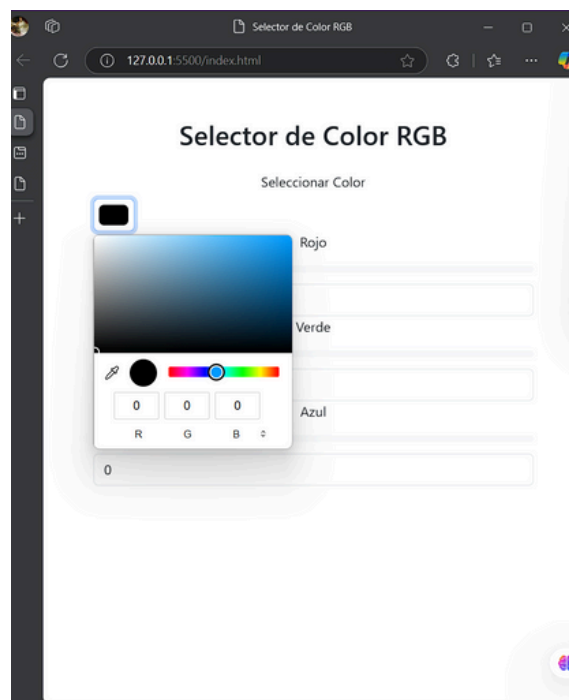 Selector de Color RGB
127.0.0.1:5500/index.html
Selector de Color RGB
Seleccionar Color
Rojo
Verde
0 0 0
R G B
Azul
0